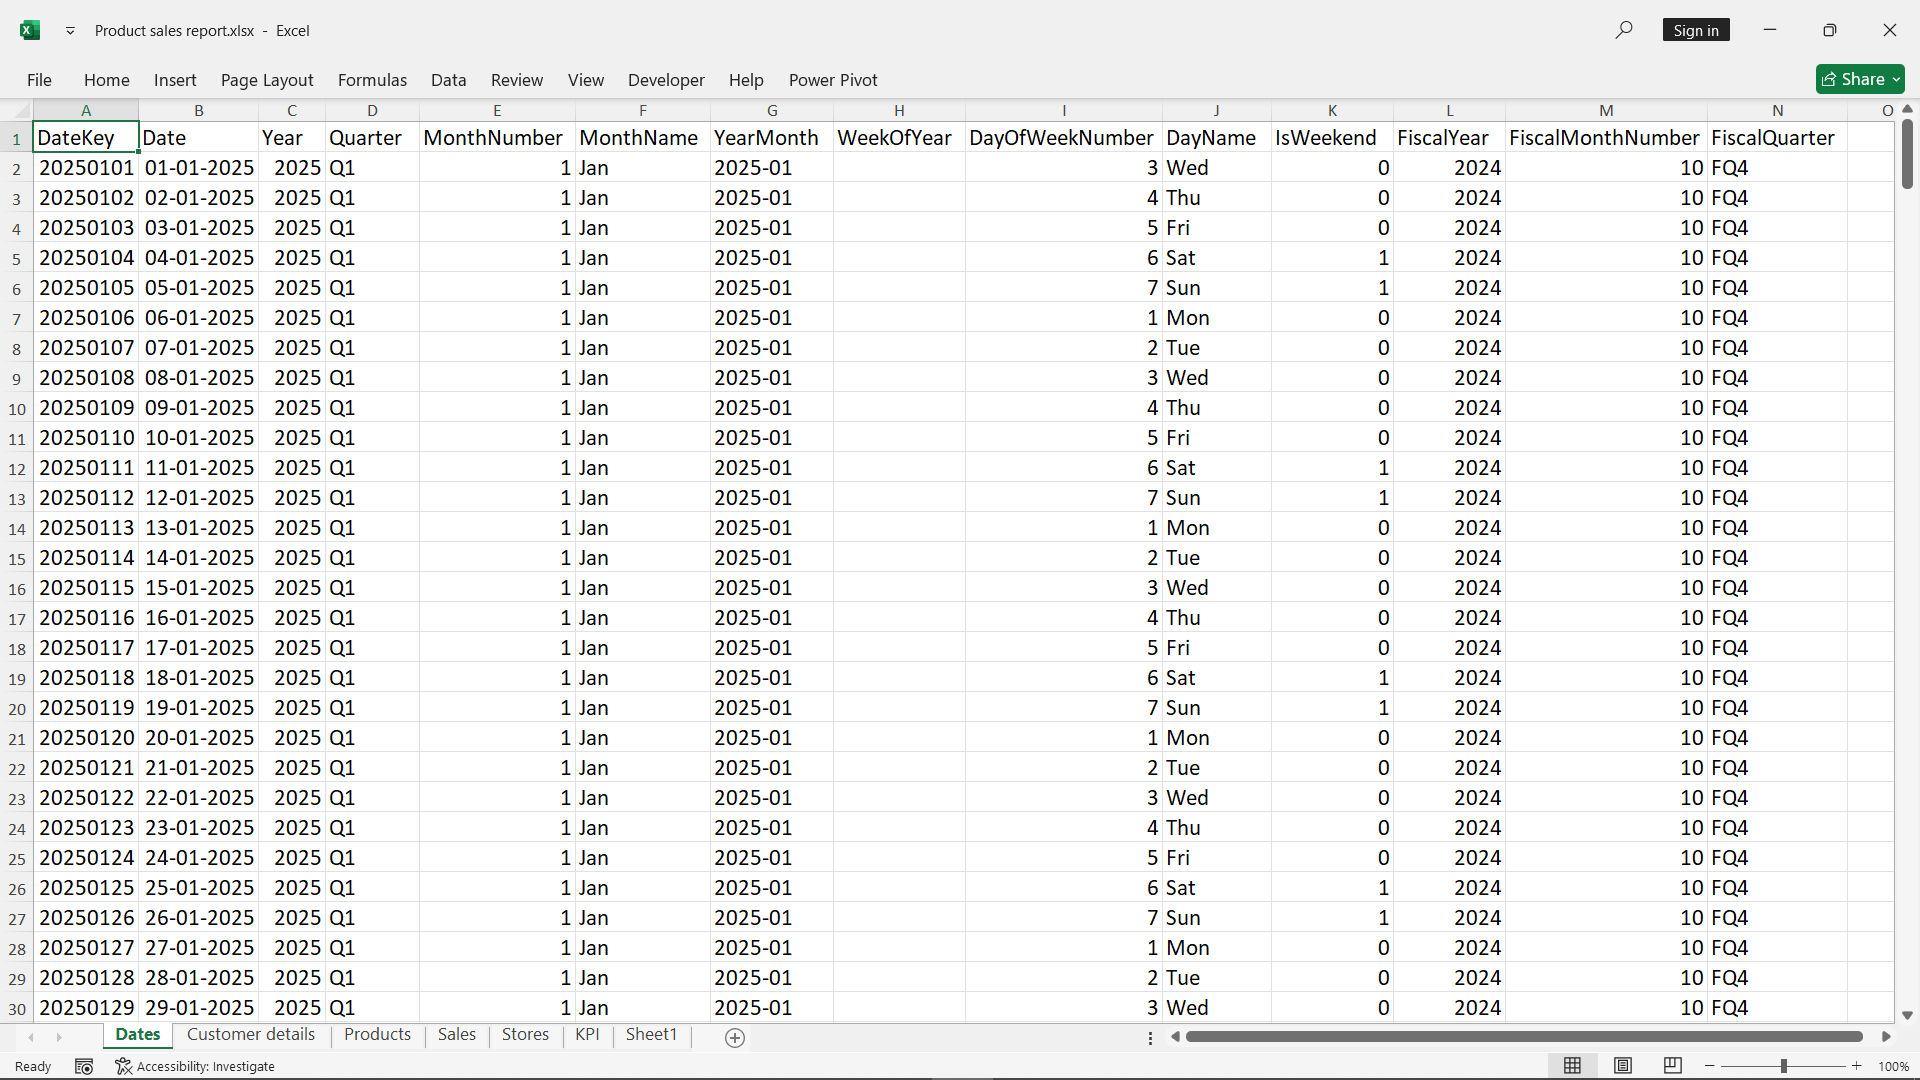 Product sales report.xlsx - Excel
Sign in
File Home Insert Page Layout Formulas Data Review View Developer Help Power Pivot
Share
A B C D E F G H I J K L M N O
1 DateKey Date Year Quarter MonthNumber MonthName YearMonth WeekOfYear DayOfWeekNumber DayName IsWeekend FiscalYear FiscalMonthNumber FiscalQuarter
2 20250101 01-01-2025 2025 Q1 1 Jan 2025-01 3 Wed 0 2024 10 FQ4
3 20250102 02-01-2025 2025 Q1 1 Jan 2025-01 4 Thu 0 2024 10 FQ4
4 20250103 03-01-2025 2025 Q1 1 Jan 2025-01 5 Fri 0 2024 10 FQ4
5 20250104 04-01-2025 2025 Q1 1 Jan 2025-01 6 Sat 1 2024 10 FQ4
6 20250105 05-01-2025 2025 Q1 1 Jan 2025-01 7 Sun 1 2024 10 FQ4
7 20250106 06-01-2025 2025 Q1 1 Jan 2025-01 1 Mon 0 2024 10 FQ4
8 20250107 07-01-2025 2025 Q1 1 Jan 2025-01 2 Tue 0 2024 10 FQ4
9 20250108 08-01-2025 2025 Q1 1 Jan 2025-01 3 Wed 0 2024 10 FQ4
10 20250109 09-01-2025 2025 Q1 1 Jan 2025-01 4 Thu 0 2024 10 FQ4
11 20250110 10-01-2025 2025 Q1 1 Jan 2025-01 5 Fri 0 2024 10 FQ4
12 20250111 11-01-2025 2025 Q1 1 Jan 2025-01 6 Sat 1 2024 10 FQ4
13 20250112 12-01-2025 2025 Q1 1 Jan 2025-01 7 Sun 1 2024 10 FQ4
14 20250113 13-01-2025 2025 Q1 1 Jan 2025-01 1 Mon 0 2024 10 FQ4
15 20250114 14-01-2025 2025 Q1 1 Jan 2025-01 2 Tue 0 2024 10 FQ4
16 20250115 15-01-2025 2025 Q1 1 Jan 2025-01 3 Wed 0 2024 10 FQ4
17 20250116 16-01-2025 2025 Q1 1 Jan 2025-01 4 Thu 0 2024 10 FQ4
18 20250117 17-01-2025 2025 Q1 1 Jan 2025-01 5 Fri 0 2024 10 FQ4
19 20250118 18-01-2025 2025 Q1 1 Jan 2025-01 6 Sat 1 2024 10 FQ4
20 20250119 19-01-2025 2025 Q1 1 Jan 2025-01 7 Sun 1 2024 10 FQ4
21 20250120 20-01-2025 2025 Q1 1 Jan 2025-01 1 Mon 0 2024 10 FQ4
22 20250121 21-01-2025 2025 Q1 1 Jan 2025-01 2 Tue 0 2024 10 FQ4
23 20250122 22-01-2025 2025 Q1 1 Jan 2025-01 3 Wed 0 2024 10 FQ4
24 20250123 23-01-2025 2025 Q1 1 Jan 2025-01 4 Thu 0 2024 10 FQ4
25 20250124 24-01-2025 2025 Q1 1 Jan 2025-01 5 Fri 0 2024 10 FQ4
26 20250125 25-01-2025 2025 Q1 1 Jan 2025-01 6 Sat 1 2024 10 FQ4
27 20250126 26-01-2025 2025 Q1 1 Jan 2025-01 7 Sun 1 2024 10 FQ4
28 20250127 27-01-2025 2025 Q1 1 Jan 2025-01 1 Mon 0 2024 10 FQ4
29 20250128 28-01-2025 2025 Q1 1 Jan 2025-01 2 Tue 0 2024 10 FQ4
30 20250129 29-01-2025 2025 Q1 1 Jan 2025-01 3 Wed 0 2024 10 FQ4
Dates Customer details Products Sales Stores KPI Sheet1
Ready Accessibility: Investigate 100%